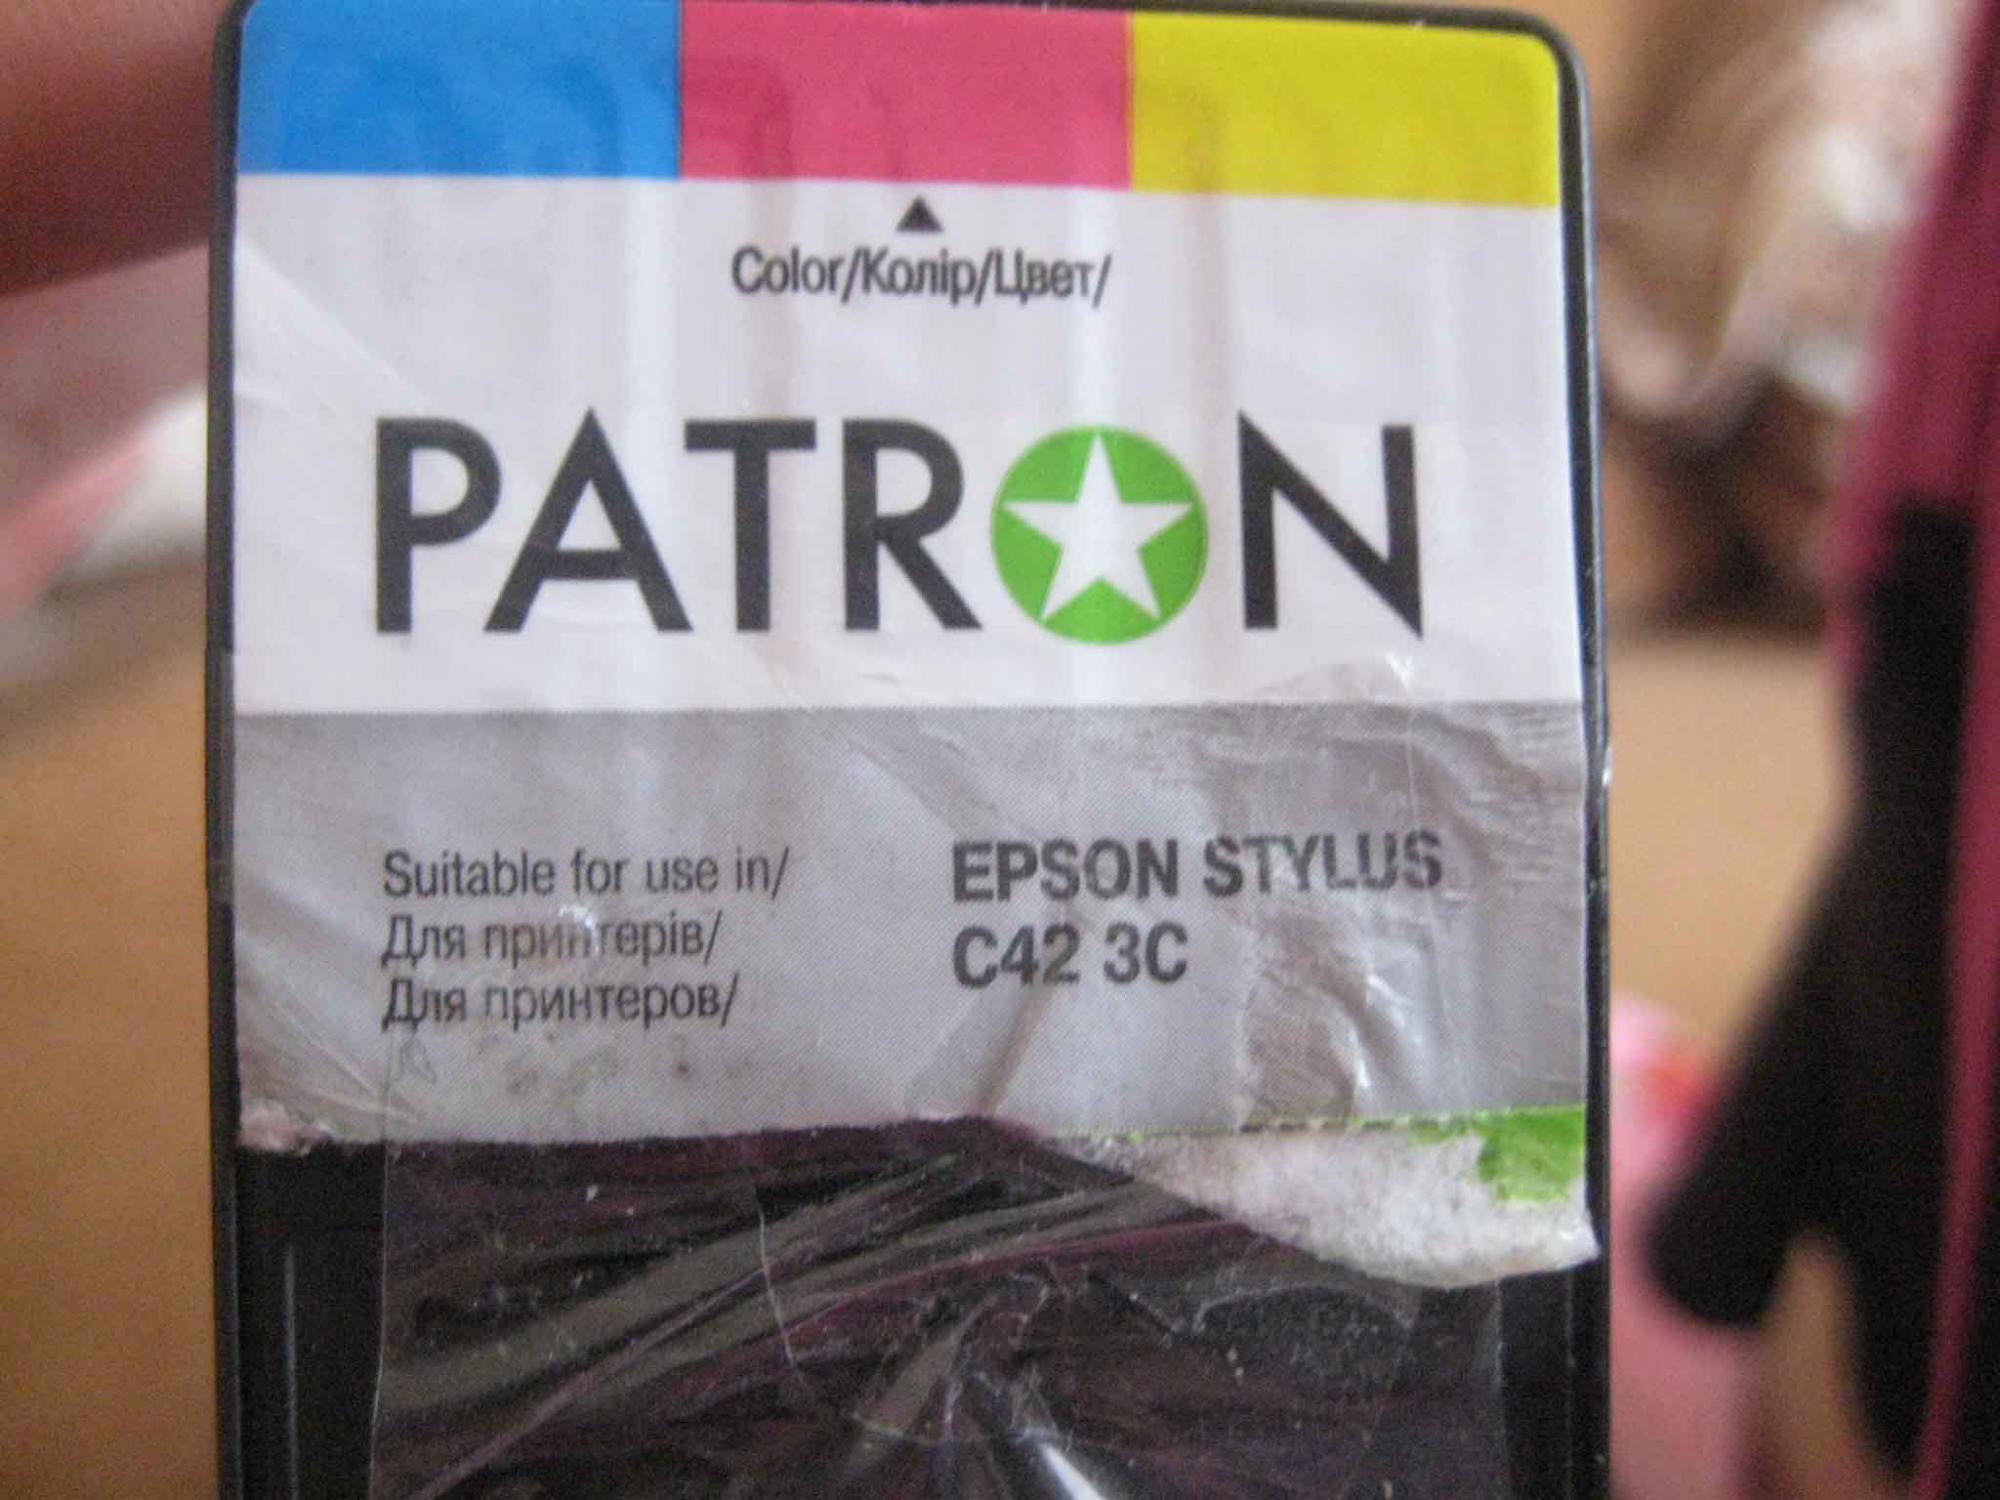 Color/Колір/Цвет/
PATRON
Suitable for use in/
Для принтерів/
Для принтеров/
EPSON STYLUS
C42 3C